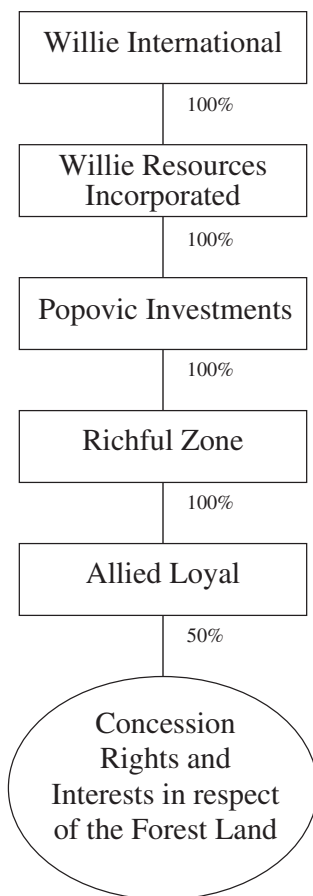 Willie International
100%
Willie Resources
Incorporated
100%
Popovic Investments
100%
Richful Zone
100%
Allied Loyal
50%
Concession
Rights and
Interests in respect
of the Forest Land